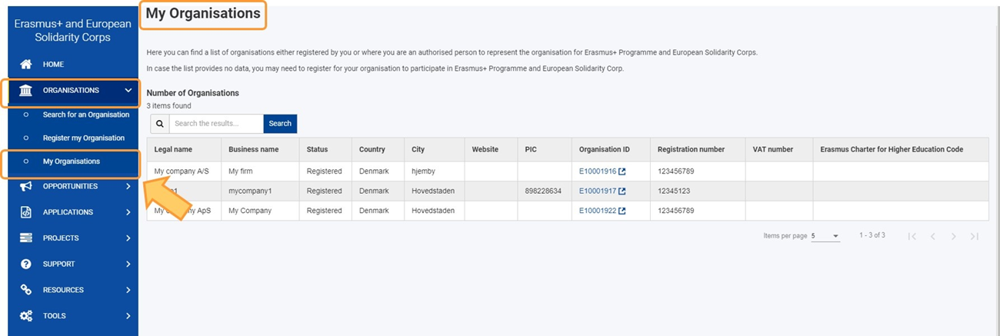 Erasmus+ and European
Solidarity Corps
HOME
ORGANISATIONS
Search for an Organisation
Register my Organisation
My Organisations
OPPORTUNITIES
APPLICATIONS
PROJECTS
SUPPORT
RESOURCES
TOOLS
My Organisations
Here you can find a list of organisations either registered by you or where you are an authorised person to represent the organisation for Erasmus+ Programme and European Solidarity Corps.
In case the list provides no data, you may need to register for your organisation to participate in Erasmus+ Programme and European Solidarity Corp.
Number of Organisations
3 items found
Search the results... Search
Legal name Business name Status Country City Website PIC Organisation ID Registration number VAT number Erasmus Charter for Higher Education Code
My company A/S My firm Registered Denmark hjemby E10001916 123456789
mycompany1 Registered Denmark Hovedstaden 898228634 E10001917 12345123
My ApS My Company Registered Denmark Hovedstaden E10001922 123456789
Items per page 5 1 - 3 of 3